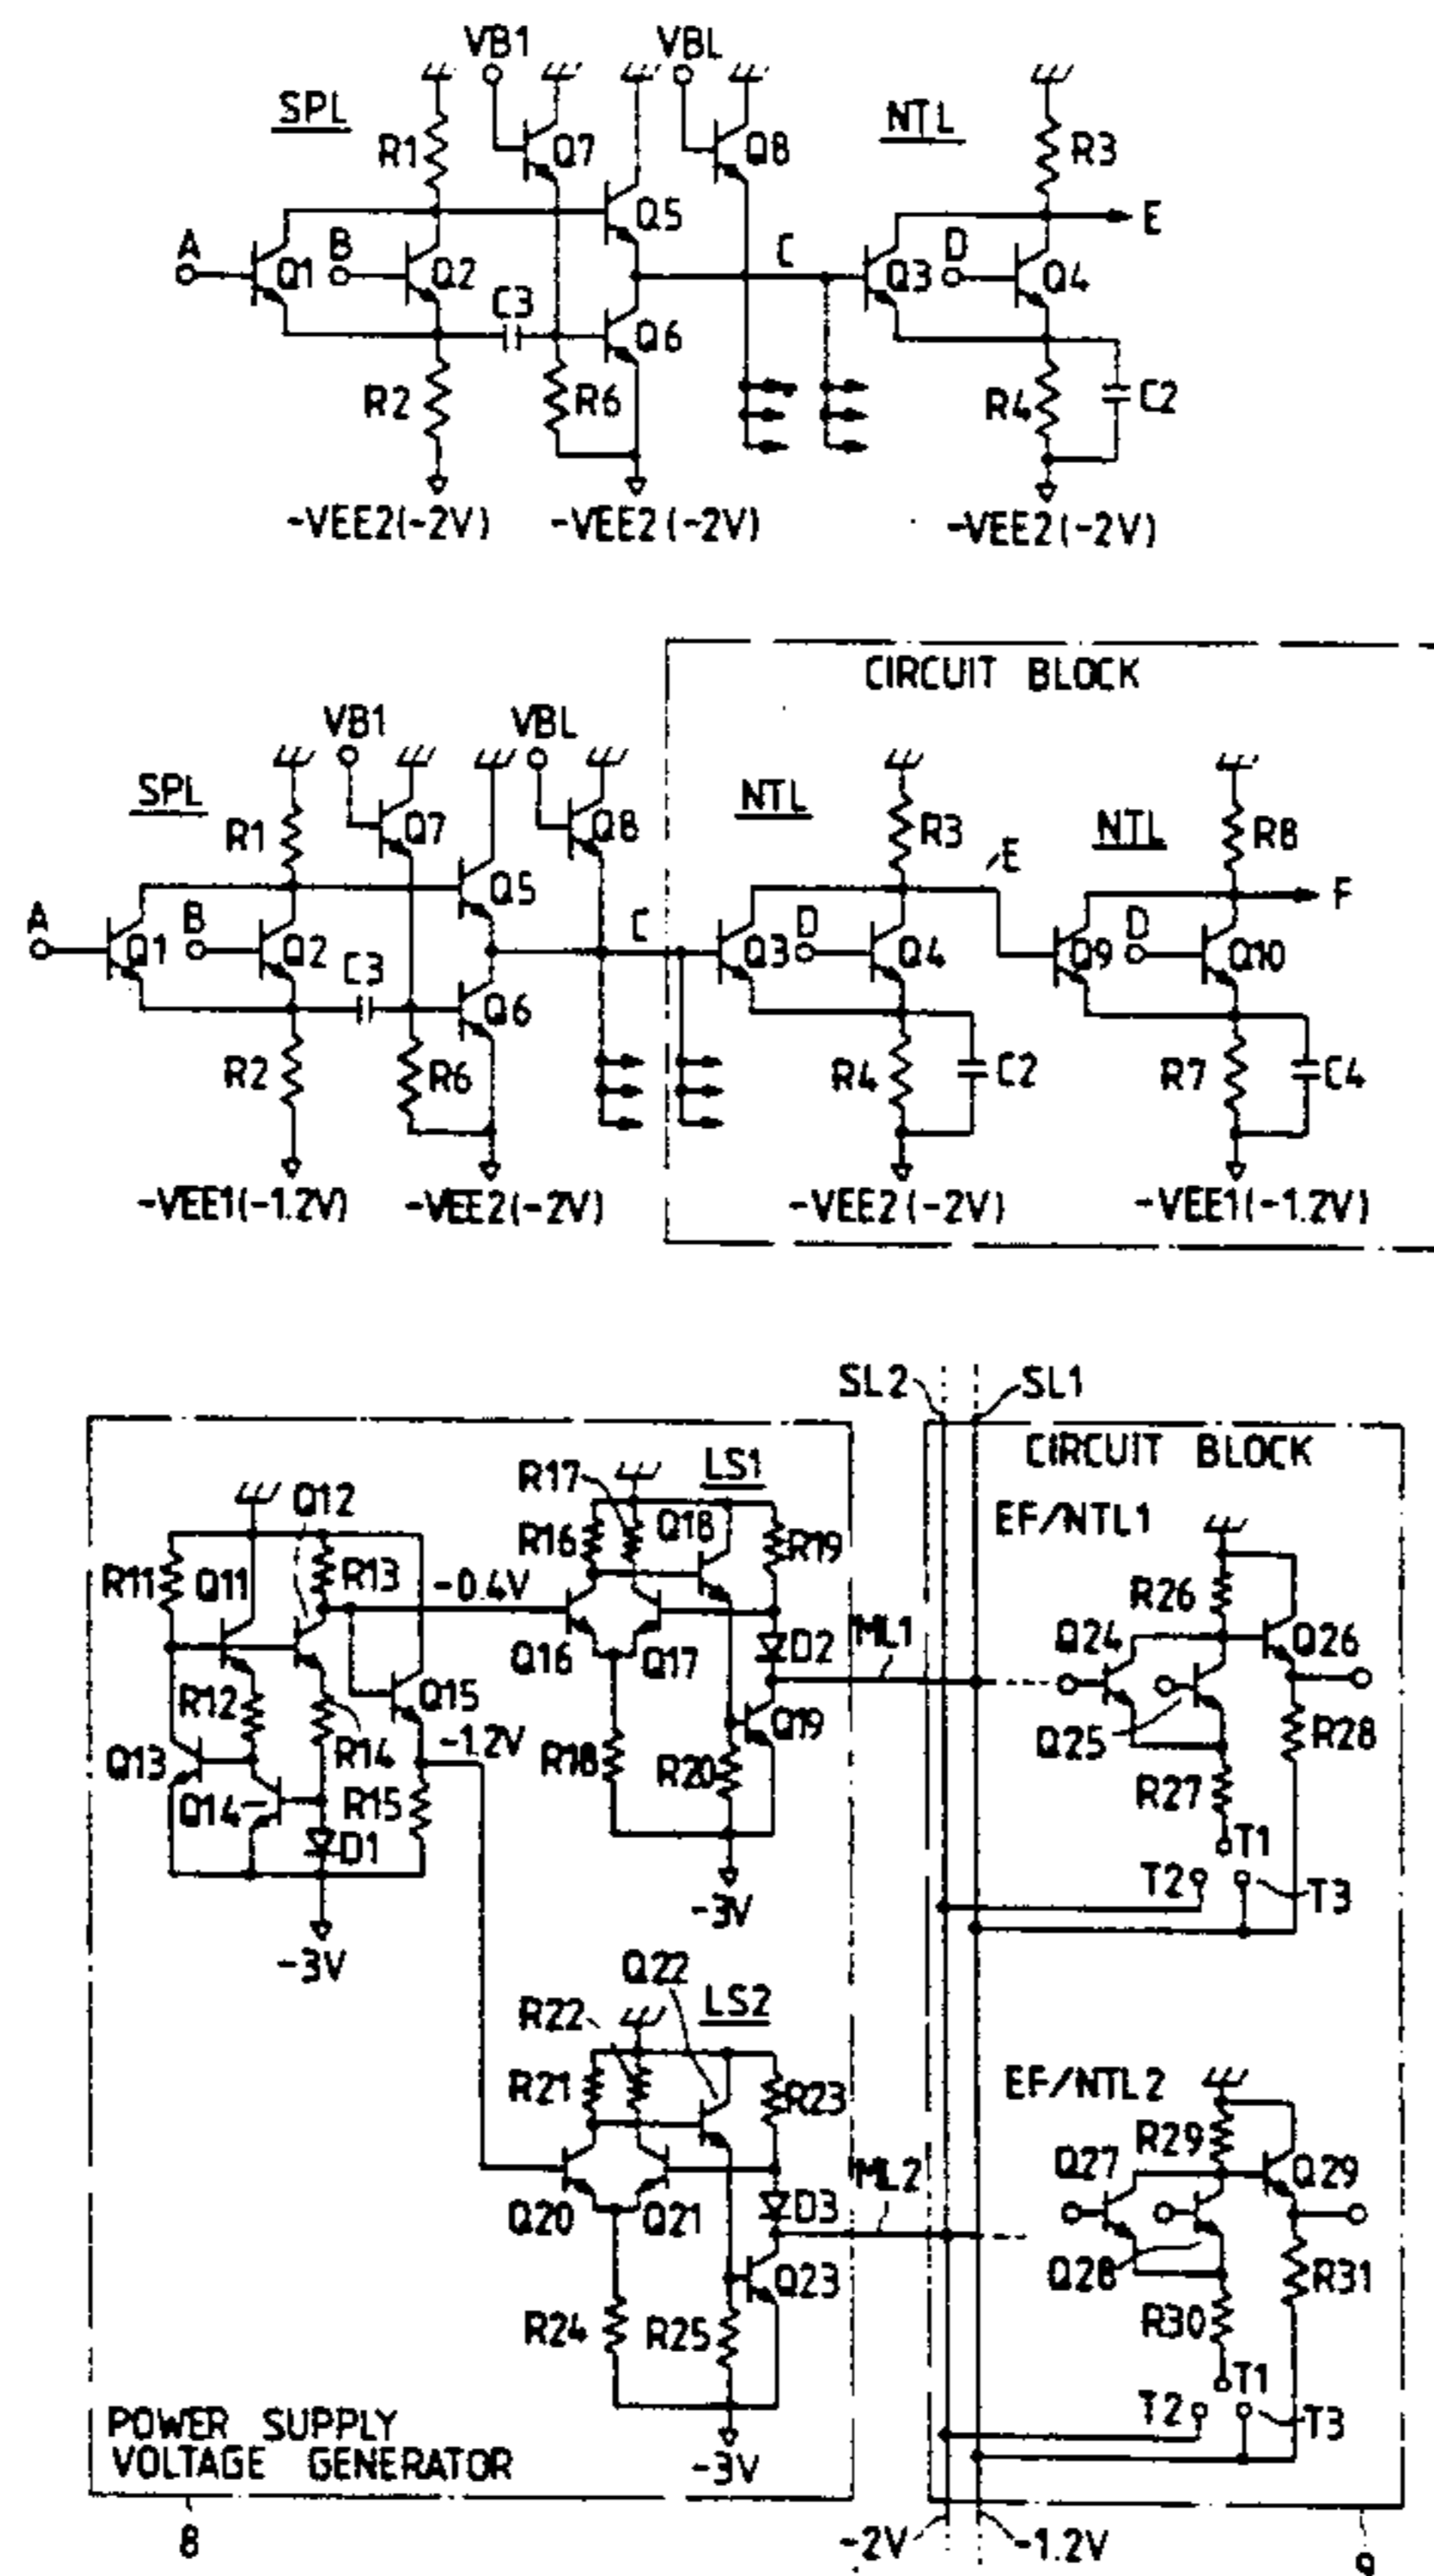 VB1 VBL
SPL NTL
R1 Q7 Q8 R3
Q5 E
A B C D
Q1 Q2 C3 Q3 Q4
Q6
R2 R6 R4 C2
-VEE2(-2V) -VEE2(-2V) -VEE2(-2V)
CIRCUIT BLOCK
VB1 VBL
SPL NTL NTL
R1 Q7 Q8 R3 R8
Q5 E F
A B C D D
Q1 Q2 C3 Q3 Q4 Q9 Q10
Q6
R2 R6 R4 C2 R7 C4
-VEE1(-1.2V) -VEE2(-2V) -VEE2(-2V) -VEE1(-1.2V)
SL2 SL1
CIRCUIT BLOCK
R17 LS1
Q12 EF/NTL1
R16 Q18 R19
R11 Q11 R13 -0.4V R26
Q16 Q17 D2 ML1 Q24 Q26
R12 Q15
R14 -1.2V Q19 Q25 R28
Q13 R18 R20
Q14 R15 R27
D1 T1
T2 T3
-3V
-3V
Q22
R22 LS2
R21 R23 EF/NTL2
R29
Q27 Q29
ML2
Q20 Q21 D3
Q23 Q28 R31
R24 R25 R30
T1
T2 T3
POWER SUPPLY
VOLTAGE GENERATOR
-3V
8 -2V -1.2V 9